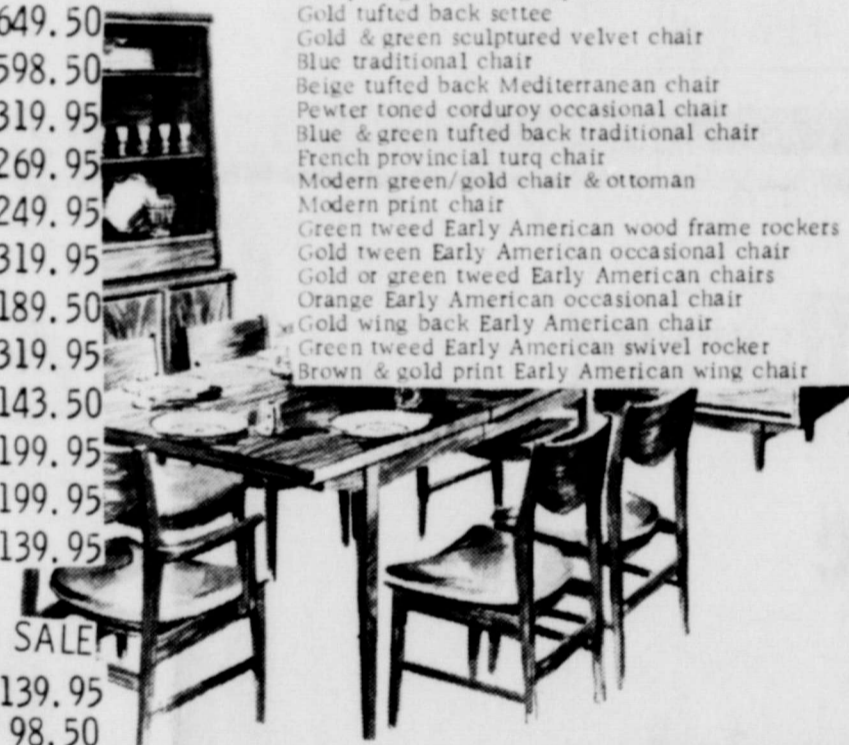 649.50
598.50
319.95
269.95
249.95
319.95
189.50
319.95
143.50
199.95
199.95
139.95
SALE
139.95
98.50
Gold tufted back settee
Gold & green sculptured velvet chair
Blue traditional chair
Beige tufted back Mediterranean chair
Pewter toned corduroy occasional chair
Blue & green tufted back traditional chair
French provincial turq chair
Modern green/gold chair & ottoman
Modern print chair
Green tweed Early American wood frame rockers
Gold tween Early American occasional chair
Gold or green tweed Early American chairs
Orange Early American occasional chair
Gold wing back Early American chair
Green tweed Early American swivel rocker
Brown & gold print Early American wing chair